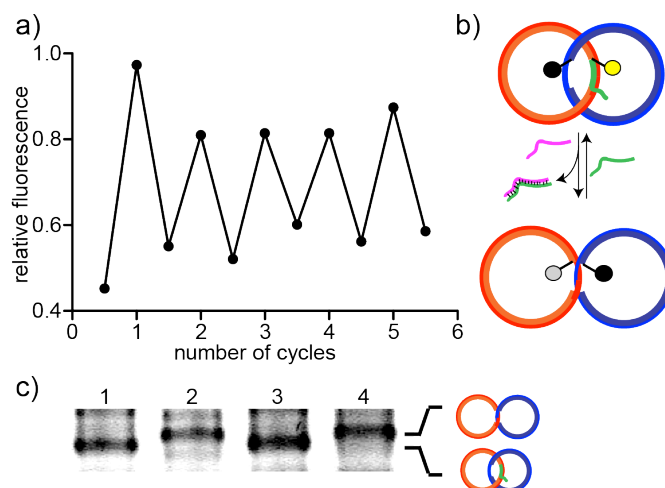 a)
b)
1.0
0.8
0.6
0.4
relative fluorescence
0 1 2 3 4 5 6
number of cycles
c)
1 2 3 4